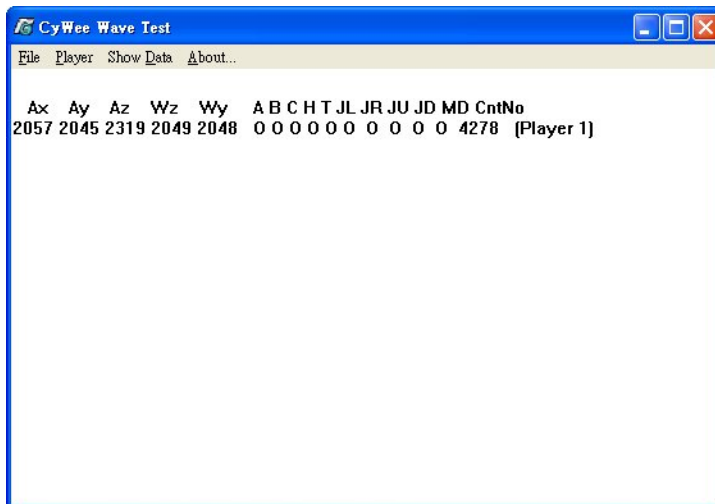 CyWee Wave Test
File Player Show Data About...
Ax Ay Az Wz Wy A B C H T JL JR JU JD MD CntNo
2057 2045 2319 2049 2048 0 0 0 0 0 0 0 0 0 0 4278 (Player 1)